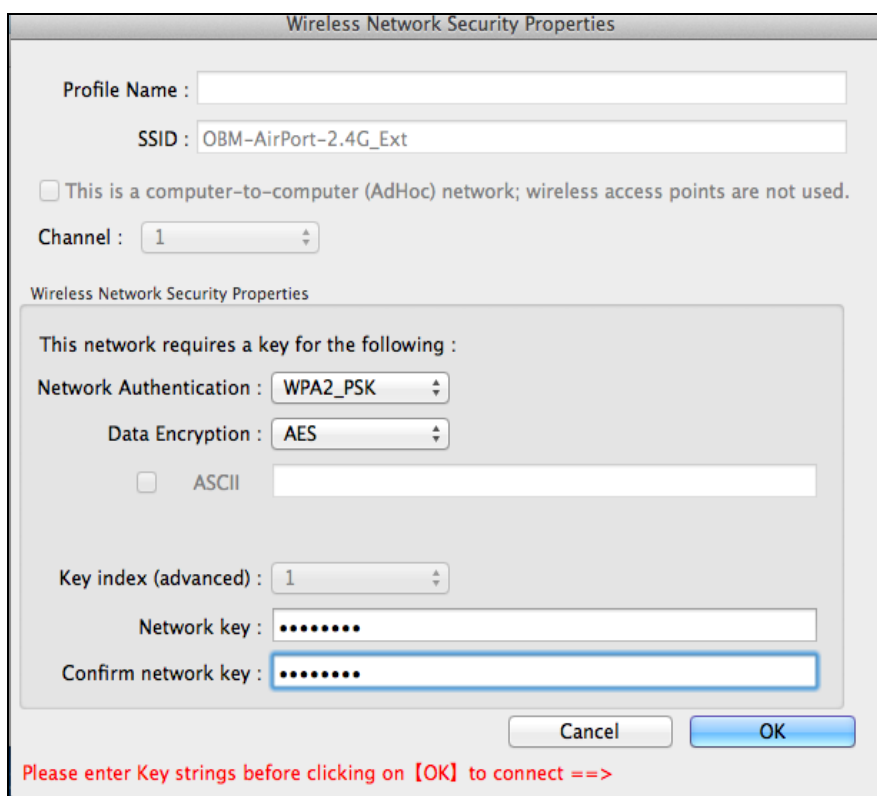 Wireless Network Security Properties
Profile Name :
SSID : OBM-AirPort-2.4G_Ext
This is a computer-to-computer (AdHoc) network; wireless access points are not used.
Channel : 1
Wireless Network Security Properties
This network requires a key for the following :
Network Authentication : WPA2_PSK
Data Encryption : AES
ASCII
Key index (advanced) : 1
Network key : ••••••••
Confirm network key : ••••••••
Cancel OK
Please enter Key strings before clicking on【OK】to connect ==>